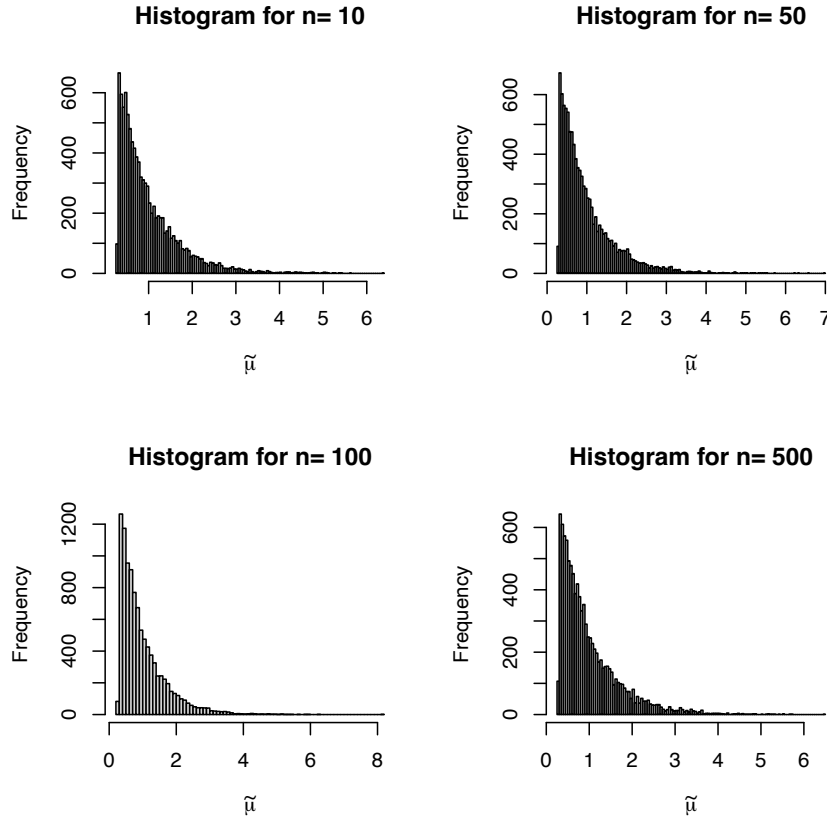 Histogram for n= 10
Frequency
0 200 400 600
1 2 3 4 5 6
μ̃
Histogram for n= 50
Frequency
0 200 400 600
0 1 2 3 4 5 6 7
μ̃
Histogram for n= 100
Frequency
0 400 800 1200
0 2 4 6 8
μ̃
Histogram for n= 500
Frequency
0 200 400 600
0 1 2 3 4 5 6
μ̃